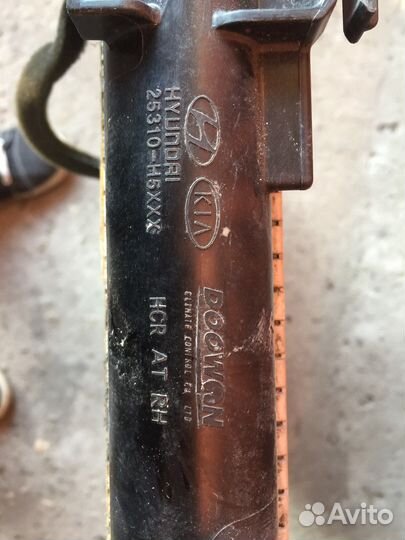 HYUNDAI
25310-H5XXX
KIA
DOOWON
CLIMATE CONTROL CO. LTD
HCR AT RH
Avito